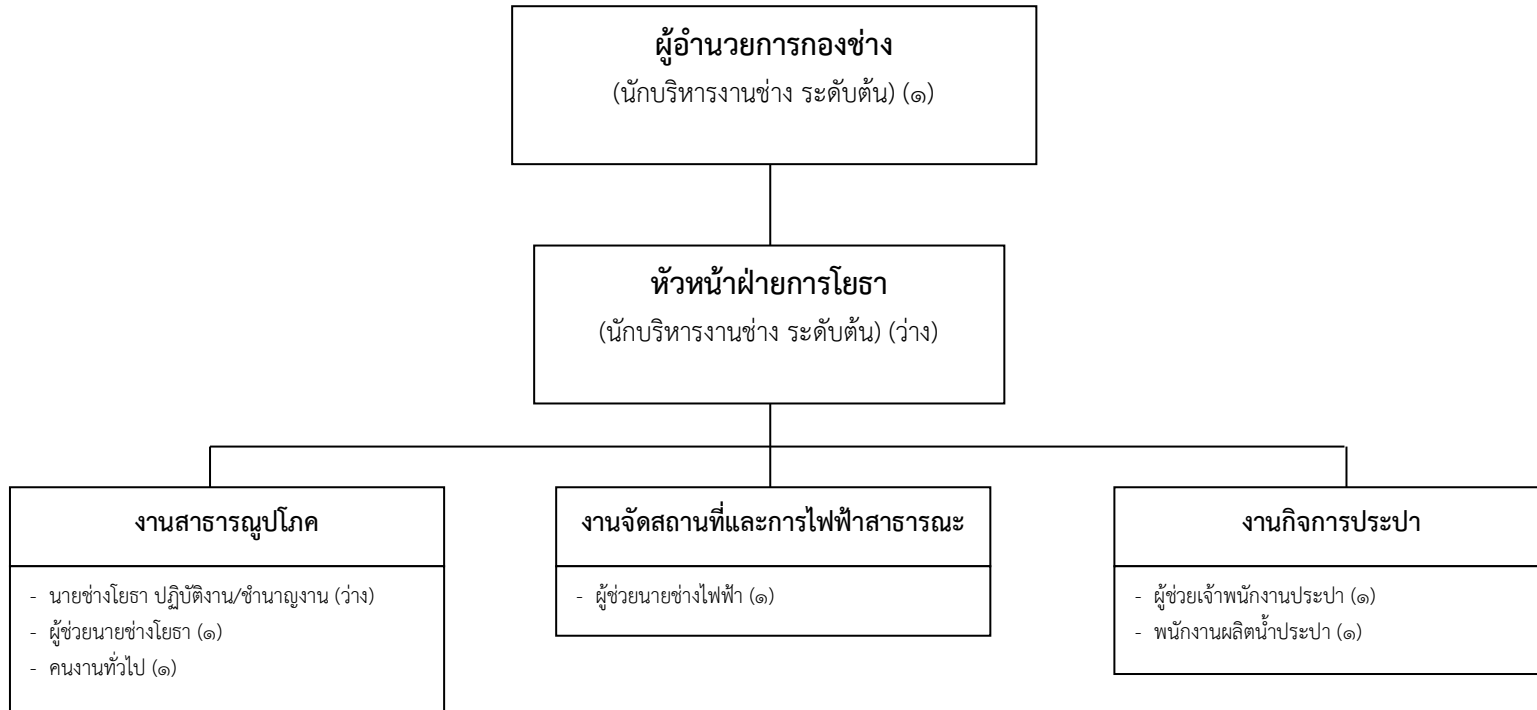 ผู้อำนวยการกองช่าง
(นักบริหารงานช่าง ระดับต้น) (๑)
หัวหน้าฝ่ายการโยธา
(นักบริหารงานช่าง ระดับต้น) (ว่าง)
งานสาธารณูปโภค
- นายช่างโยธา ปฏิบัติงาน/ชำนาญงาน (ว่าง)
- ผู้ช่วยนายช่างโยธา (๑)
- คนงานทั่วไป (๑)
งานจัดสถานที่และการไฟฟ้าสาธารณะ
- ผู้ช่วยนายช่างไฟฟ้า (๑)
งานกิจการประปา
- ผู้ช่วยเจ้าพนักงานประปา (๑)
- พนักงานผลิตน้ำประปา (๑)